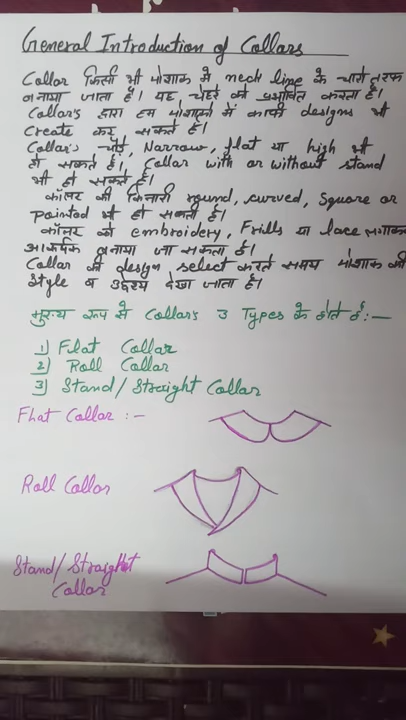 General Introduction of Collars
Collar किसी भी पोशाक में neck line के चारो तरफ
बनाया जाता है। यह चेहरे को प्रभावित करता है।
Collar's द्वारा हम पोशाको में काफी designs भी
Create कर सकते है।
Collar's चौड़े, Narrow, flat या high भी
हो सकते है। Collar with or without stand
भी हो सकते है।
कॉलर की किनारी round, curved, Square or
pointed भी हो सकती है।
कॉलर को embroidery, Frills या lace लगाकर
आकर्षक बनाया जा सकता है।
Collar की design select करते समय पोशाक की
Style व उद्देश्य देखा जाता है।
मुख्य रूप से Collars 3 Types के होते है:-
1) Flat Collar
2) Roll Collar
3) Stand/Straight Collar
Flat Collar :-
Roll Collar
Stand/Straight
Collar